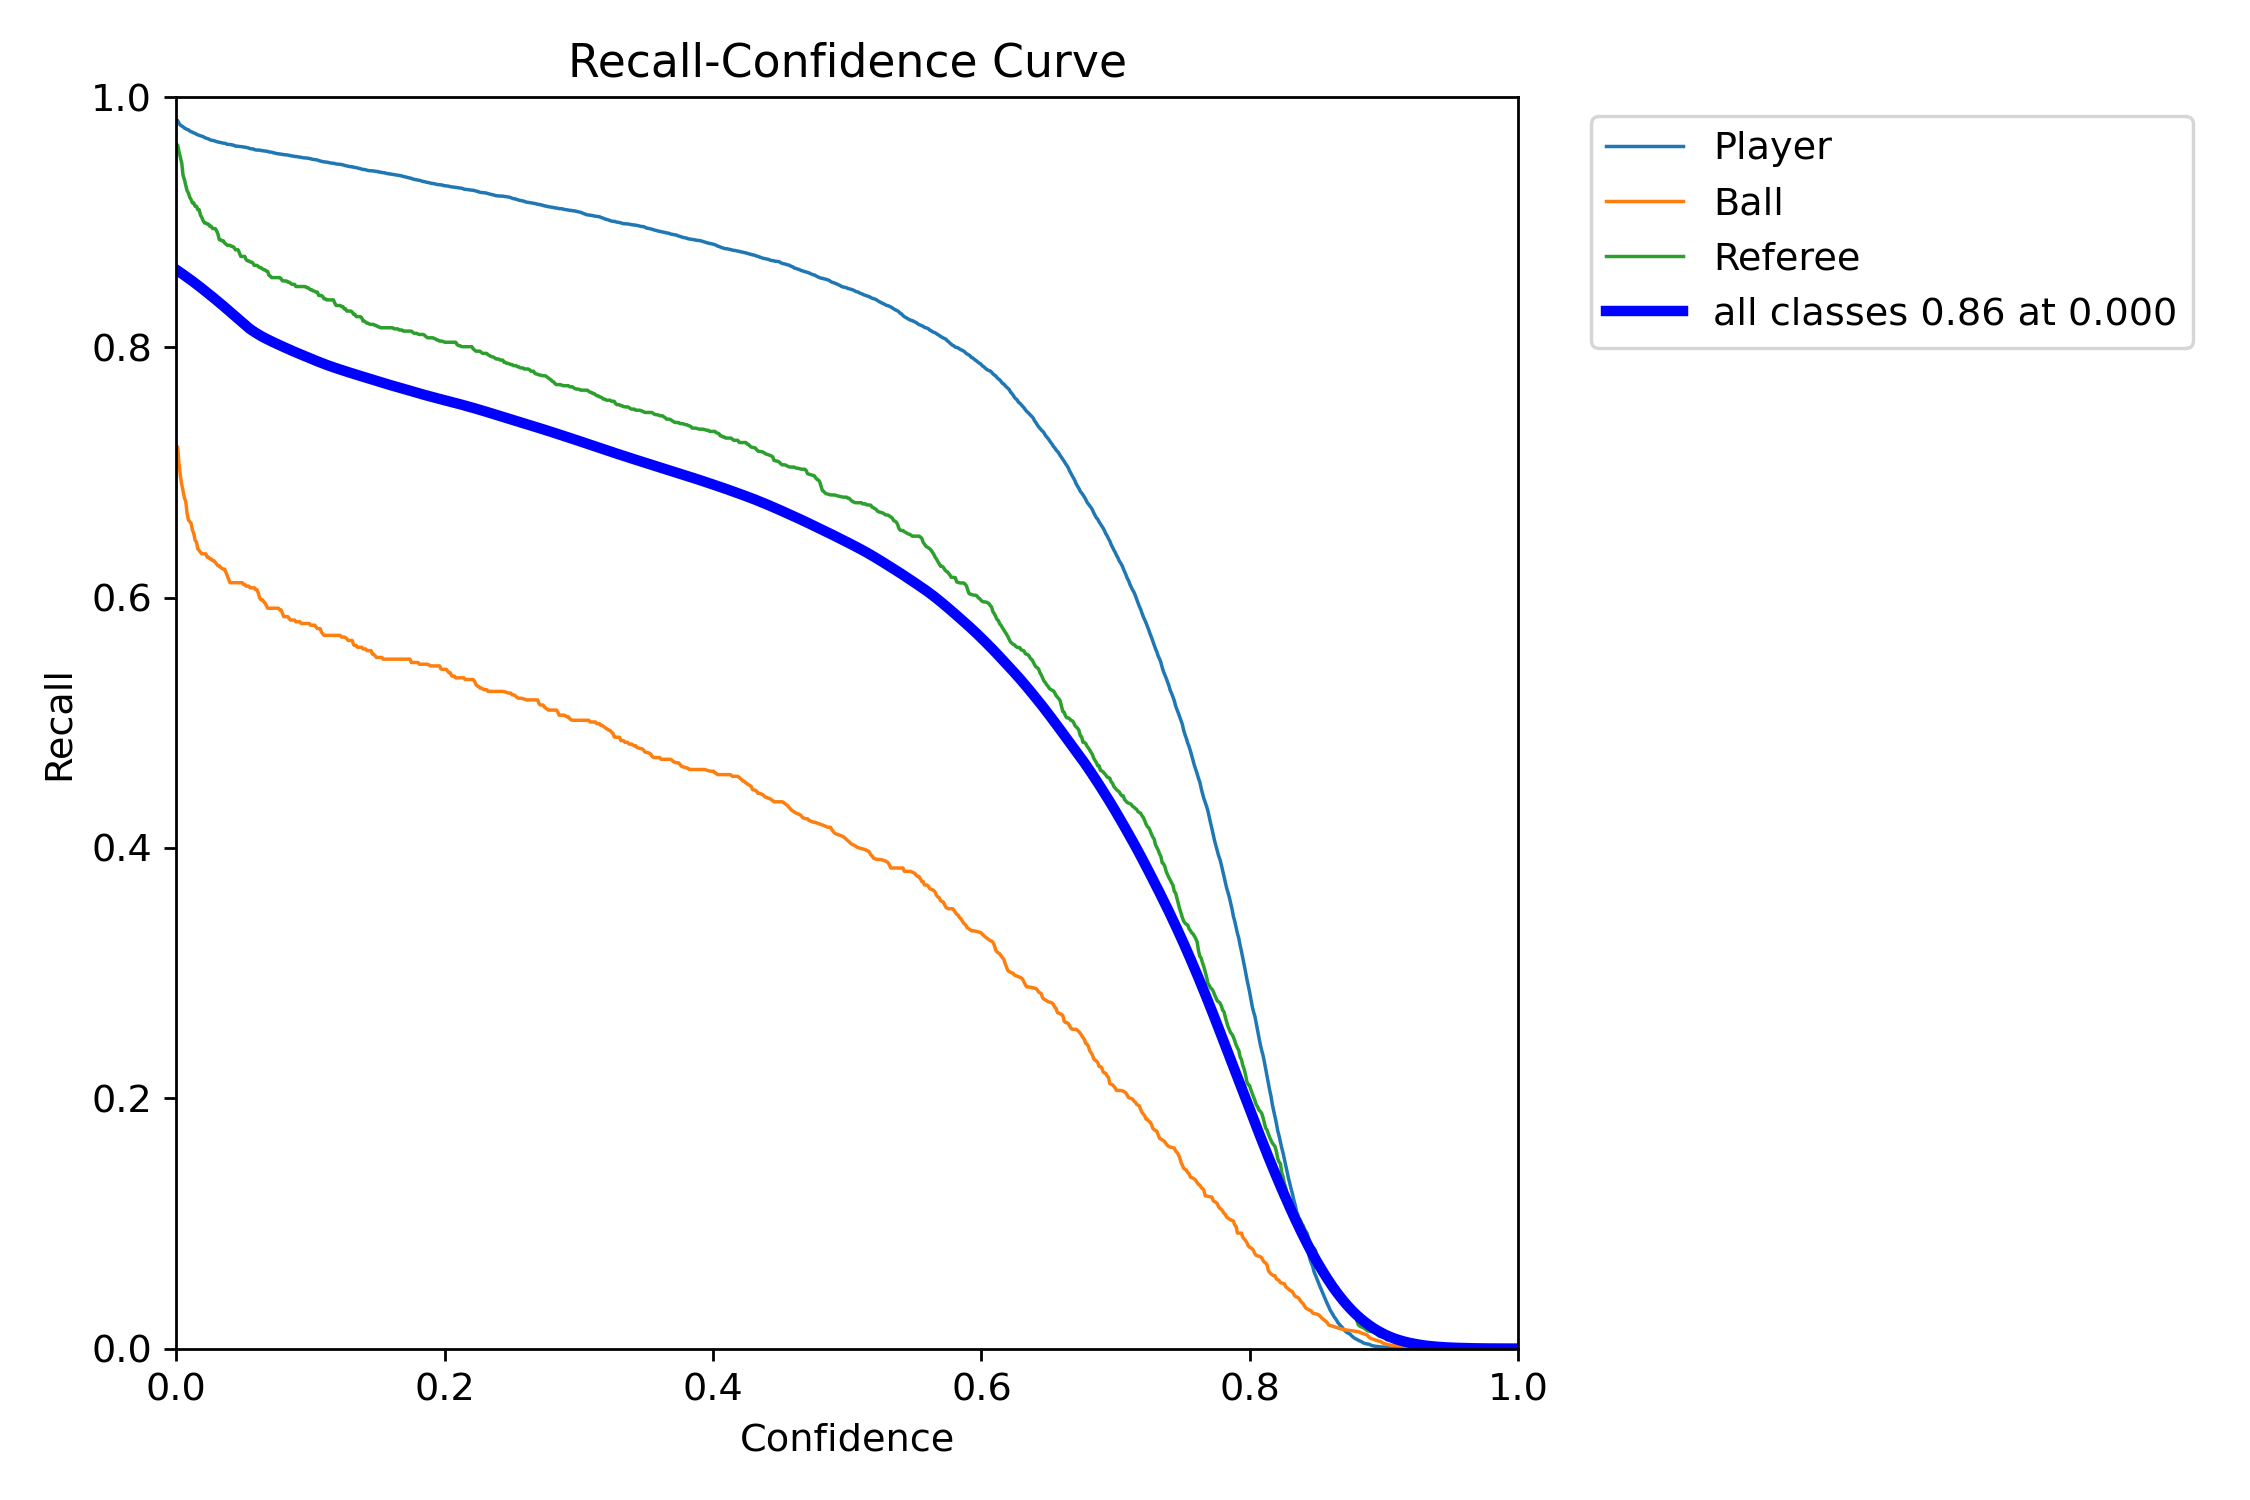 Recall-Confidence Curve
1.0
0.8
0.6
0.4
0.2
0.0
Recall
0.0 0.2 0.4 0.6 0.8 1.0
Confidence
Player
Ball
Referee
all classes 0.86 at 0.000